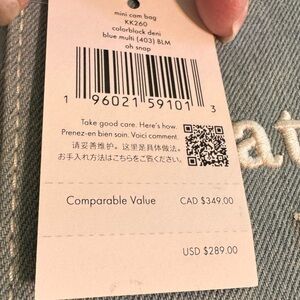 mini cam bag
KK260
colorblock deni
blue multi (403) BLM
oh snap
1 96021 59101 3
Take good care. Here's how.
Prenez-en bien soin. Voici comment.
请妥善维护。这里是具体做法。
お手入れ方法はこちらをご覧ください。
at
Comparable Value CAD $349.00
USD $289.00